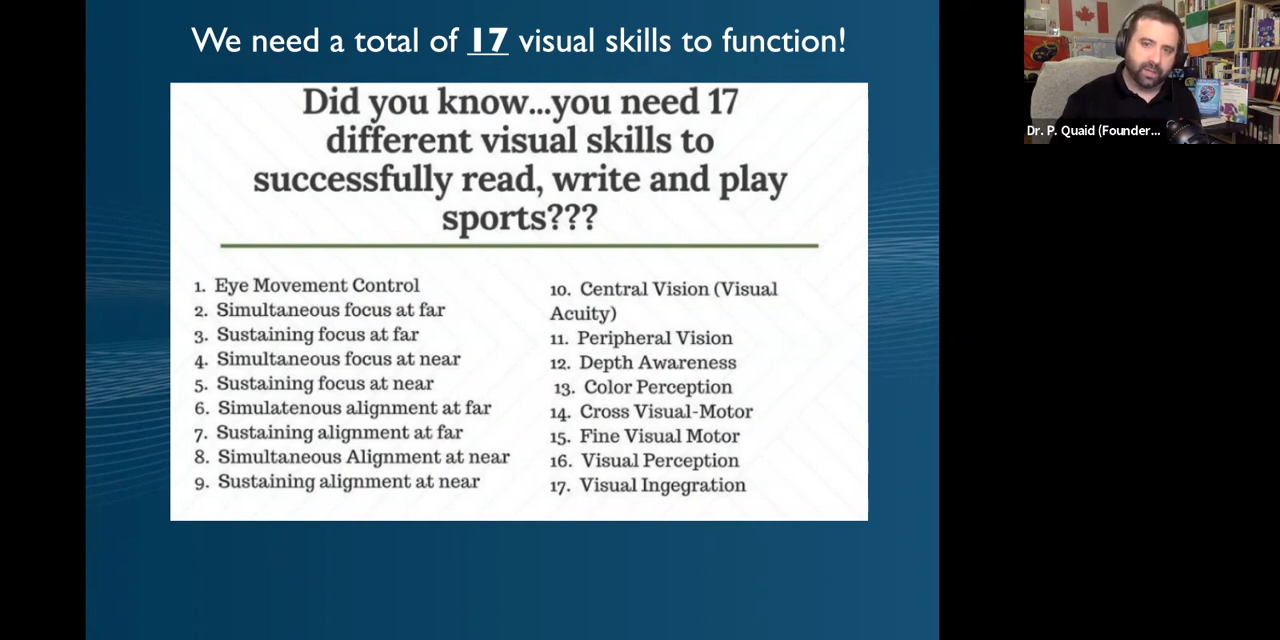 We need a total of 17 visual skills to function!
Did you know...you need 17
different visual skills to
successfully read, write and play
sports???
1. Eye Movement Control
2. Simultaneous focus at far
3. Sustaining focus at far
4. Simultaneous focus at near
5. Sustaining focus at near
6. Simulatenous alignment at far
7. Sustaining alignment at far
8. Simultaneous Alignment at near
9. Sustaining alignment at near
10. Central Vision (Visual
Acuity)
11. Peripheral Vision
12. Depth Awareness
13. Color Perception
14. Cross Visual-Motor
15. Fine Visual Motor
16. Visual Perception
17. Visual Ingegration
Dr. P. Quaid (Founder...